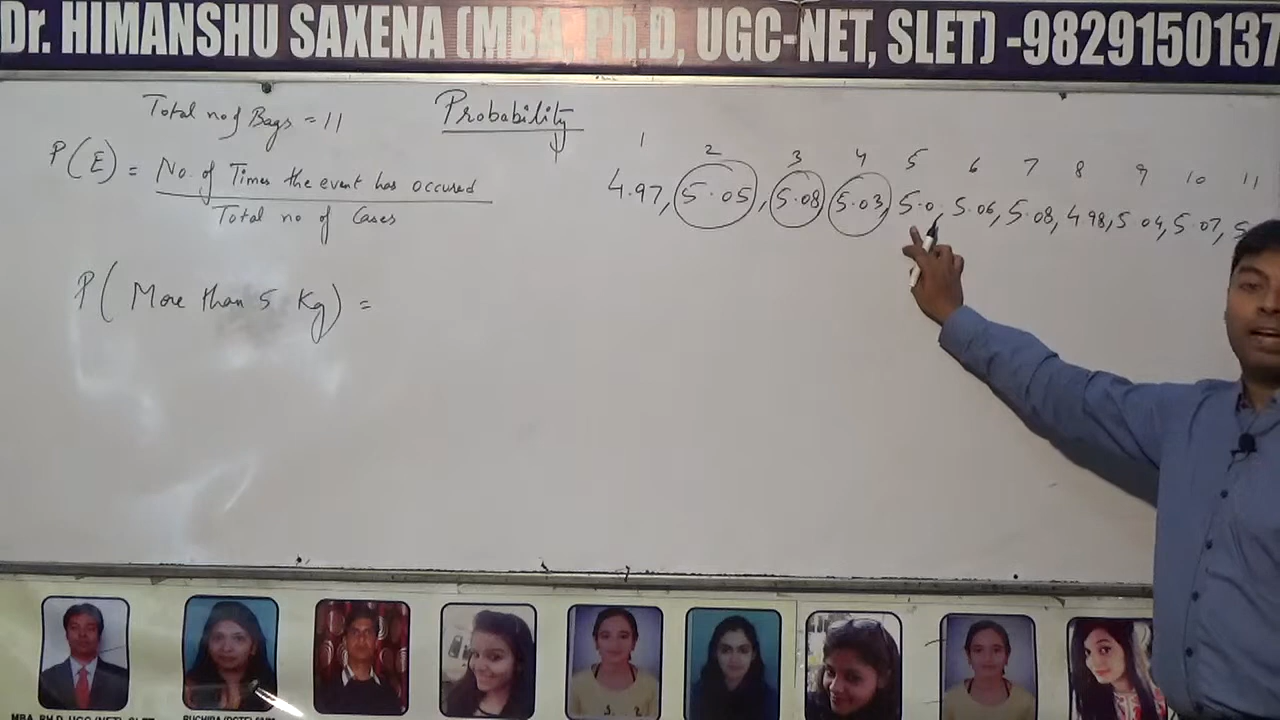 Dr. HIMANSHU SAXENA (MBA, Ph.D, UGC-NET, SLET) -9829150137
Total no of Bags = 11
Probability
P(E) = No. of Times the event has occured
Total no of Cases
1 2 3 4 5 6 7 8 9 10 11
4.97, 5.05, 5.08, 5.03, 5.0, 5.06, 5.08, 4.98, 5.04, 5.07, 5.
P( More than 5 Kg) =